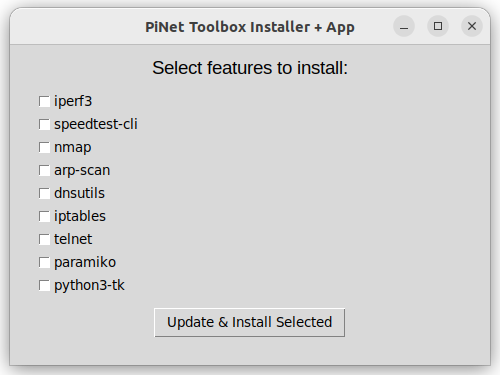 PiNet Toolbox Installer + App
Select features to install:
iperf3
speedtest-cli
nmap
arp-scan
dnsutils
iptables
telnet
paramiko
python3-tk
Update & Install Selected